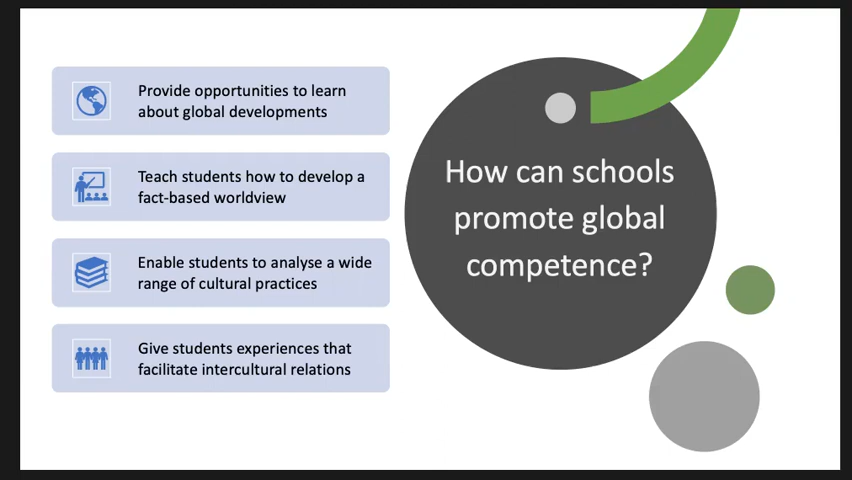 Provide opportunities to learn
about global developments
Teach students how to develop a
fact-based worldview
Enable students to analyse a wide
range of cultural practices
Give students experiences that
facilitate intercultural relations
How can schools
promote global
competence?